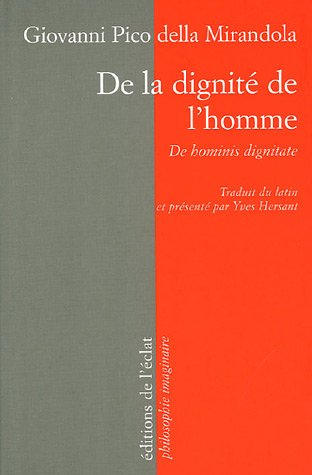 Giovanni Pico della Mirandola
De la dignité de
l'homme
De hominis dignitate
Traduit du latin
et présenté par Yves Hersant
éditions de l'éclat
philosophie imaginaire